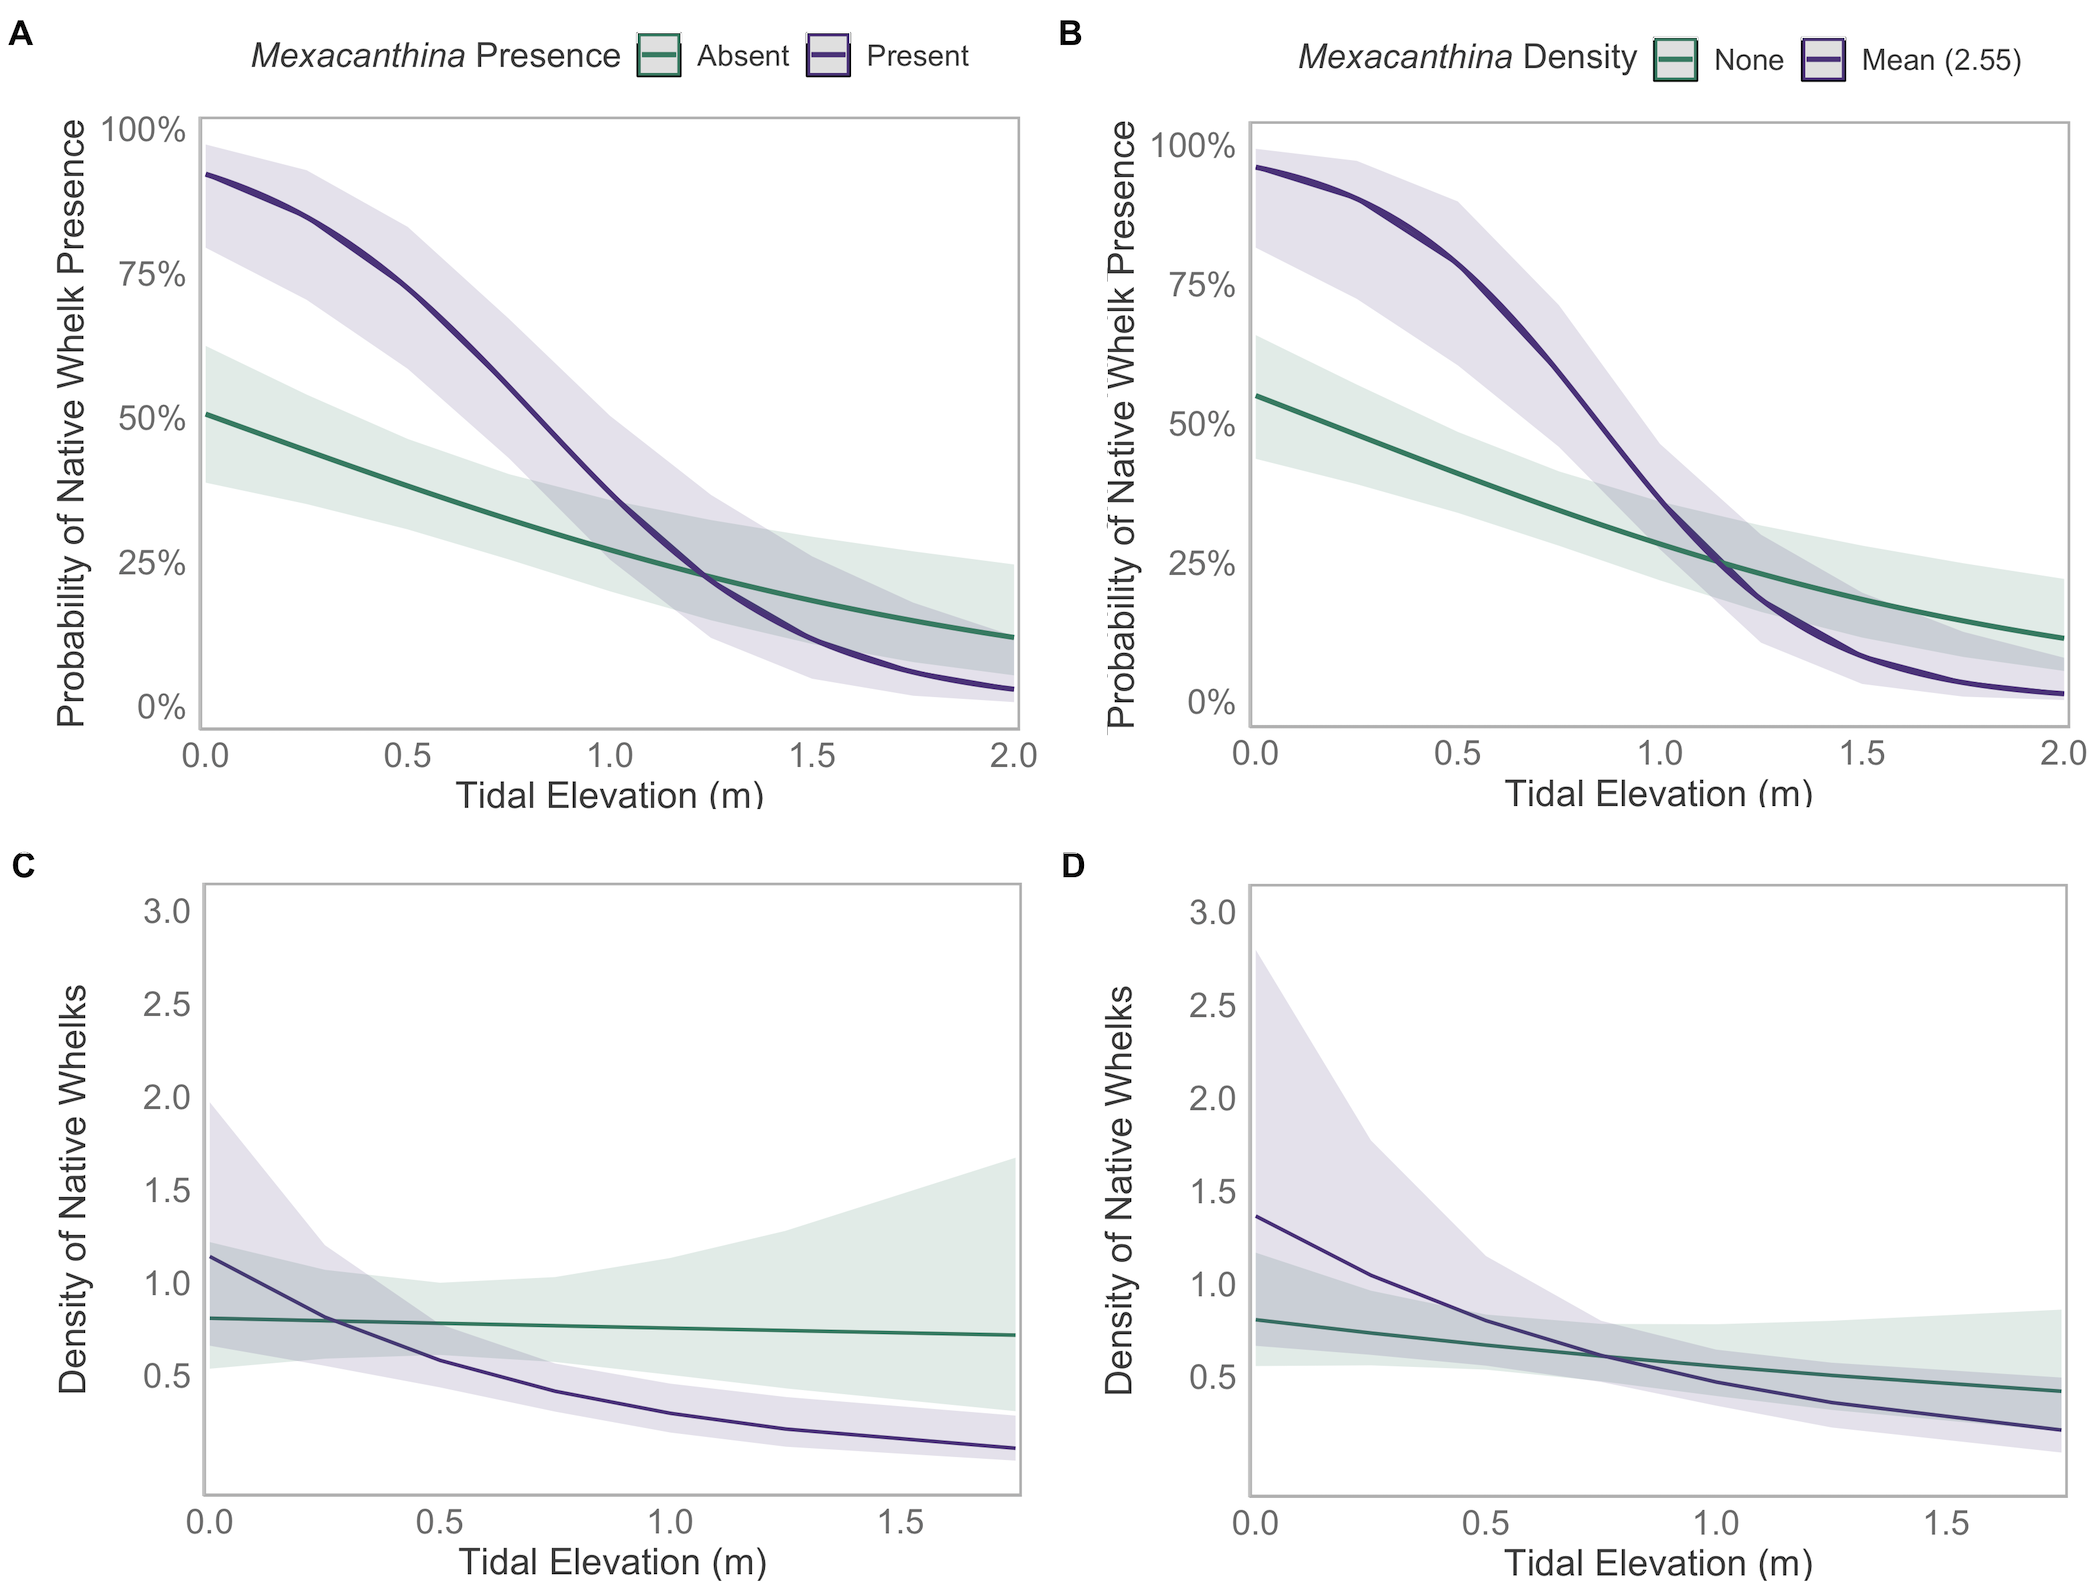 A
Mexacanthina Presence Absent Present
Probability of Native Whelk Presence
100%
75%
50%
25%
0%
0.0 0.5 1.0 1.5 2.0
Tidal Elevation (m)
B
Mexacanthina Density None Mean (2.55)
Probability of Native Whelk Presence
100%
75%
50%
25%
0%
0.0 0.5 1.0 1.5 2.0
Tidal Elevation (m)
C
Density of Native Whelks
3.0
2.5
2.0
1.5
1.0
0.5
0.0 0.5 1.0 1.5
Tidal Elevation (m)
D
Density of Native Whelks
3.0
2.5
2.0
1.5
1.0
0.5
0.0 0.5 1.0 1.5
Tidal Elevation (m)